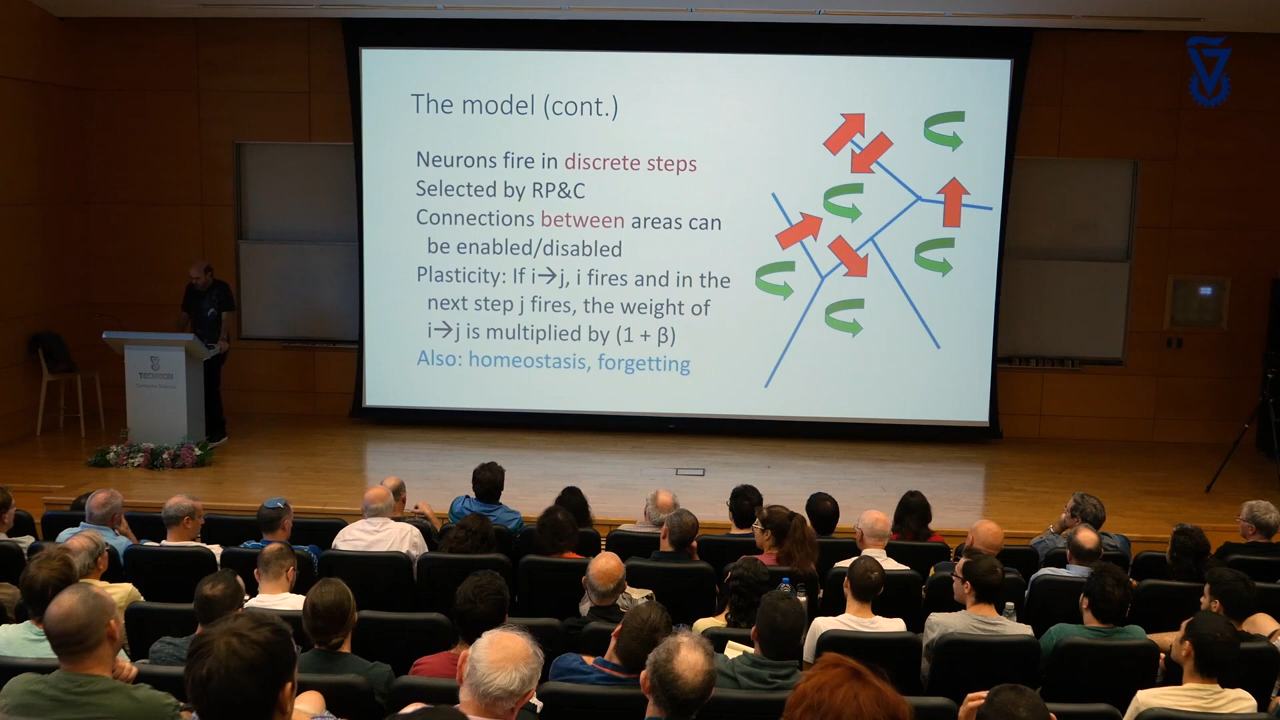 The model (cont.)
Neurons fire in discrete steps
Selected by RP&C
Connections between areas can
be enabled/disabled
Plasticity: If i→j, i fires and in the
next step j fires, the weight of
i→j is multiplied by (1 + β)
Also: homeostasis, forgetting
TECHNION